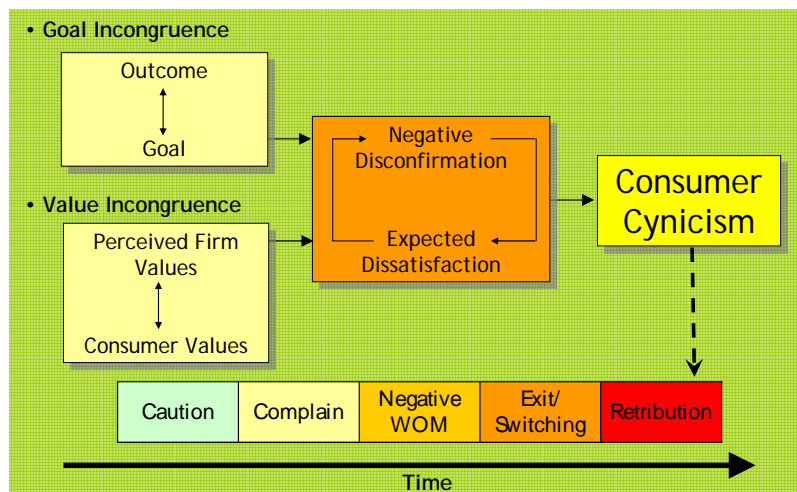 • Goal Incongruence
Outcome
Goal
• Value Incongruence
Perceived Firm
Values
Consumer Values
Negative
Disconfirmation
Expected
Dissatisfaction
Consumer
Cynicism
Caution
Complain
Negative
WOM
Exit/
Switching
Retribution
Time